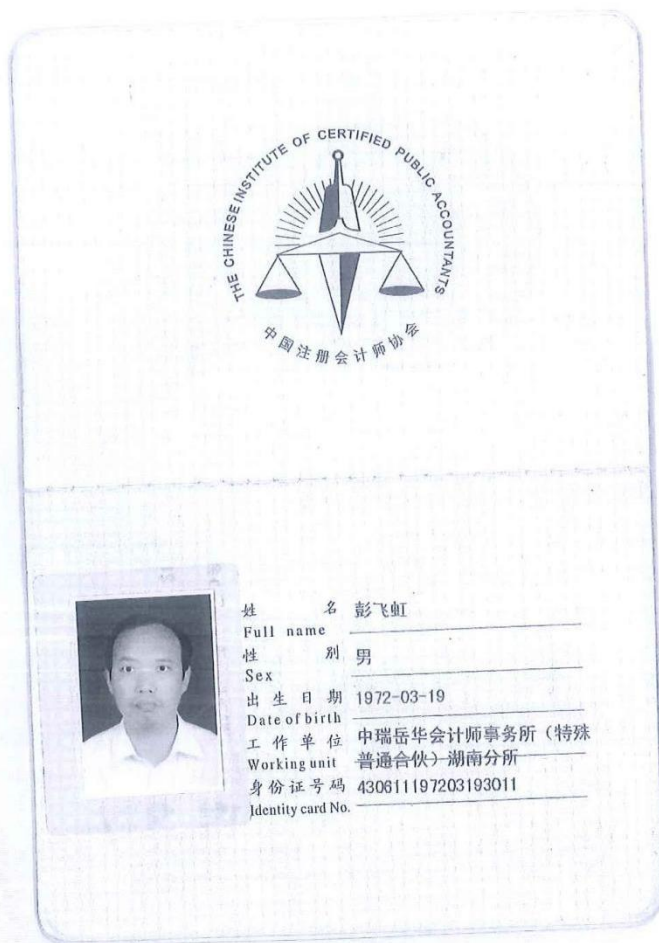 THE CHINESE INSTITUTE OF CERTIFIED PUBLIC ACCOUNTANTS
中国注册会计师协会
姓 名 彭飞虹
Full name
性 别 男
Sex
出生日期 1972-03-19
Date of birth
工作单位 中瑞岳华会计师事务所（特殊
Working unit 普通合伙）湖南分所
身份证号码 430611197203193011
Identity card No.